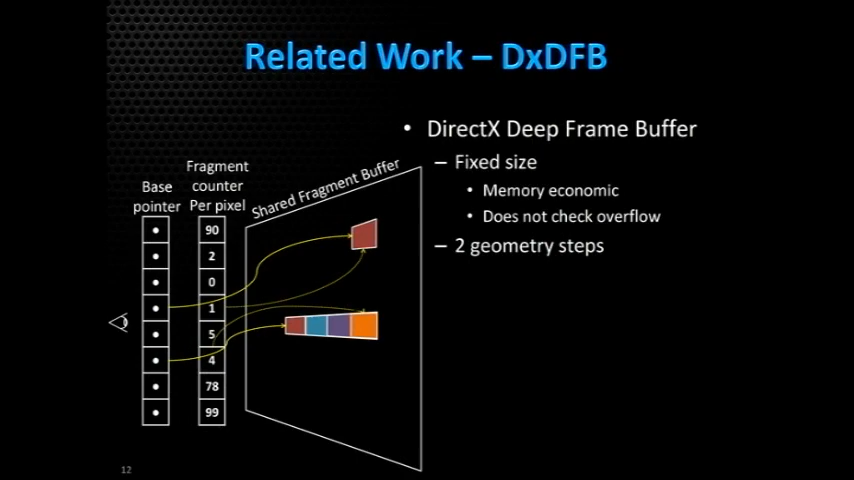 Related Work – DxDFB
• DirectX Deep Frame Buffer
– Fixed size
• Memory economic
• Does not check overflow
– 2 geometry steps
Base
pointer
Fragment
counter
Per pixel
Shared Fragment Buffer
90
2
0
1
5
4
78
99
12